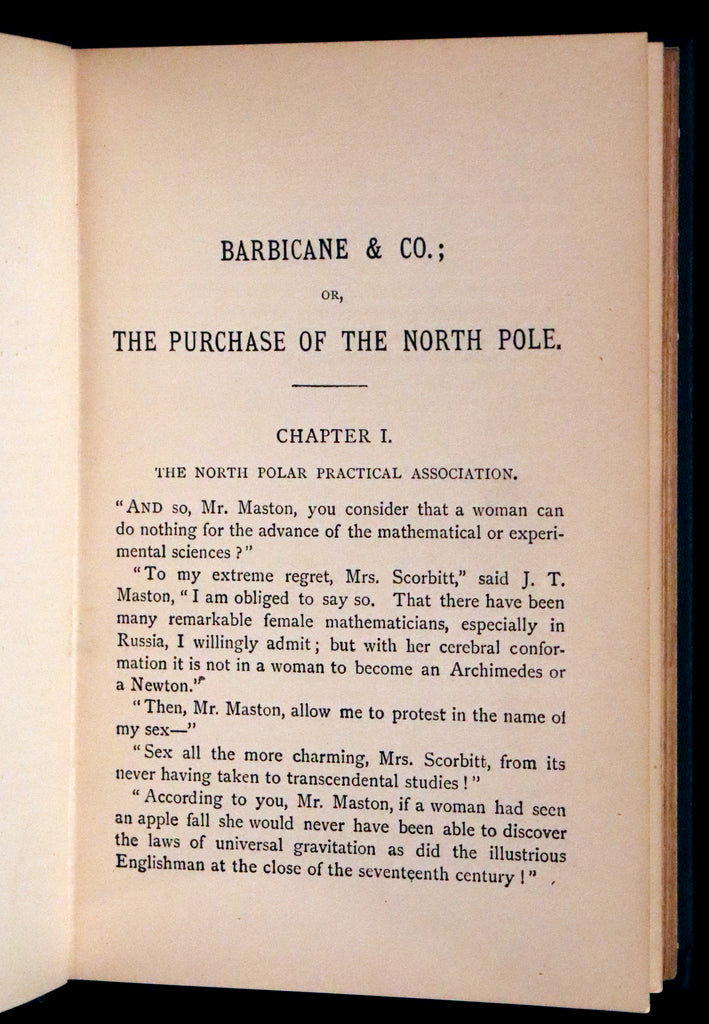 BARBICANE & CO.;
OR,
THE PURCHASE OF THE NORTH POLE.
CHAPTER I.
THE NORTH POLAR PRACTICAL ASSOCIATION.
"AND so, Mr. Maston, you consider that a woman can
do nothing for the advance of the mathematical or experi-
mental sciences ?"
"To my extreme regret, Mrs. Scorbitt," said J. T.
Maston, "I am obliged to say so. That there have been
many remarkable female mathematicians, especially in
Russia, I willingly admit; but with her cerebral confor-
mation it is not in a woman to become an Archimedes or
a Newton."
"Then, Mr. Maston, allow me to protest in the name of
my sex—"
"Sex all the more charming, Mrs. Scorbitt, from its
never having taken to transcendental studies !"
"According to you, Mr. Maston, if a woman had seen
an apple fall she would never have been able to discover
the laws of universal gravitation as did the illustrious
Englishman at the close of the seventeenth century !"